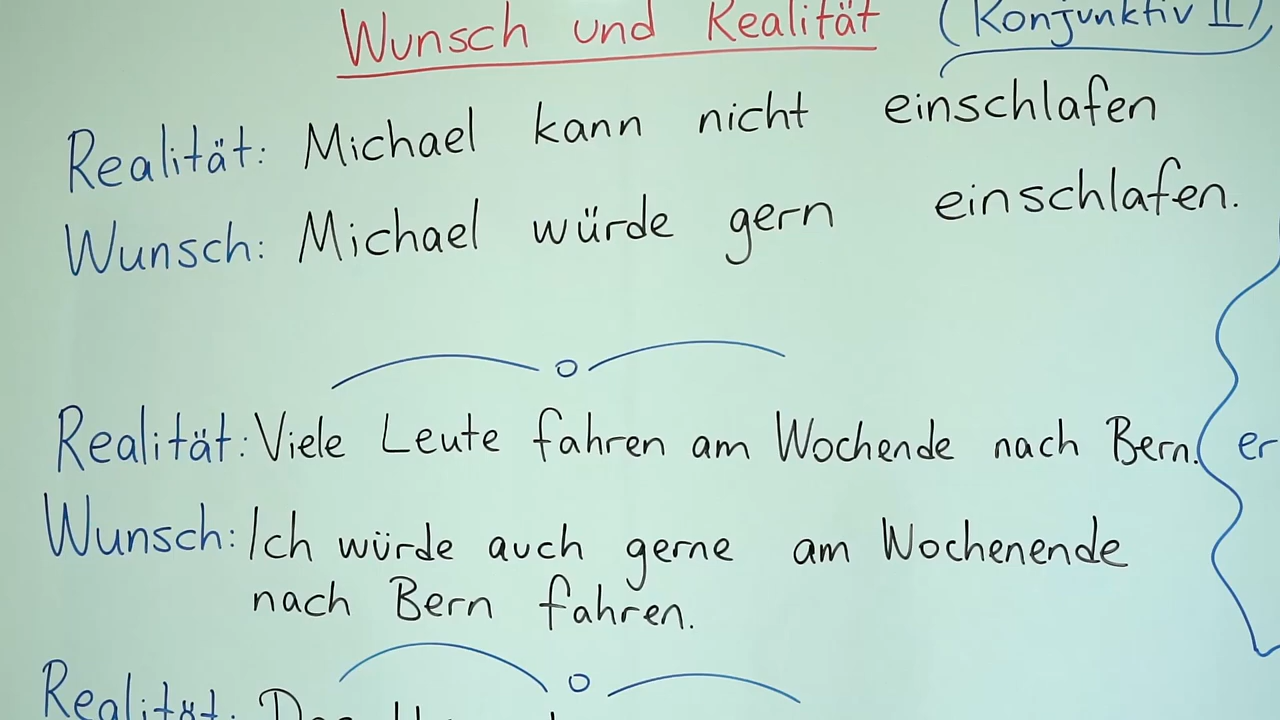 Wunsch und Realität (Konjunktiv II)
Realität: Michael kann nicht einschlafen
Wunsch: Michael würde gern einschlafen.
Realität: Viele Leute fahren am Wochende nach Bern.
er
Wunsch: Ich würde auch gerne am Wochenende
nach Bern fahren.
Realität: